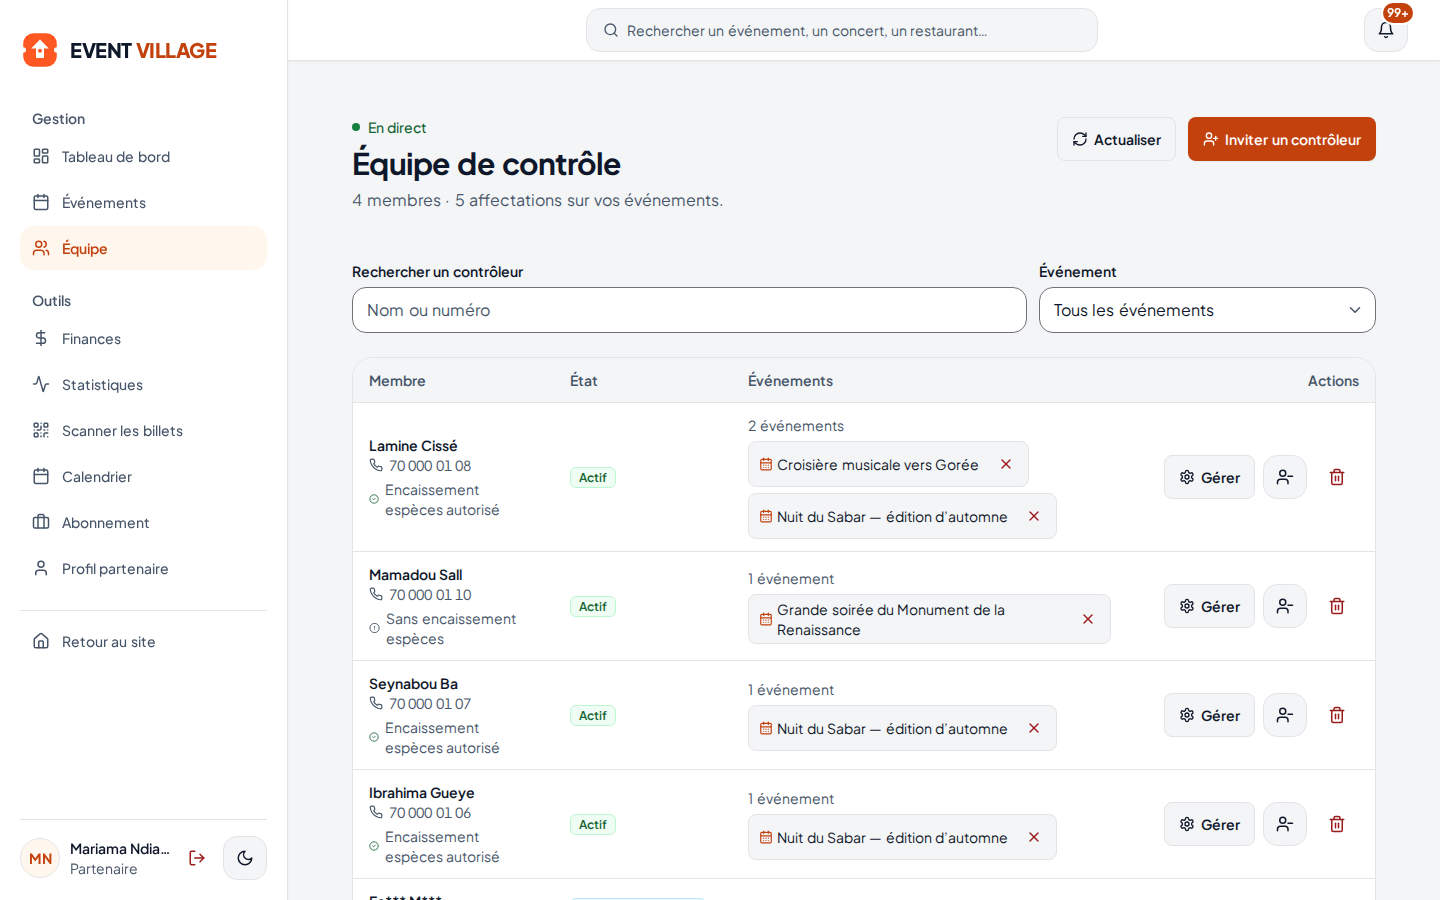 EVENT VILLAGE
Rechercher un événement, un concert, un restaurant...
99+
Gestion
Tableau de bord
Événements
Équipe
Outils
Finances
Statistiques
Scanner les billets
Calendrier
Abonnement
Profil partenaire
Retour au site
MN
Mariama Ndia...
Partenaire
En direct
Équipe de contrôle
4 membres · 5 affectations sur vos événements.
Actualiser
Inviter un contrôleur
Rechercher un contrôleur
Nom ou numéro
Événement
Tous les événements
Membre État Événements Actions
Lamine Cissé
70 000 01 08
Encaissement
espèces autorisé
Actif
2 événements
Croisière musicale vers Gorée
Nuit du Sabar — édition d'automne
Gérer
Mamadou Sall
70 000 01 10
Sans encaissement
espèces
Actif
1 événement
Grande soirée du Monument de la
Renaissance
Gérer
Seynabou Ba
70 000 01 07
Encaissement
espèces autorisé
Actif
1 événement
Nuit du Sabar — édition d'automne
Gérer
Ibrahima Gueye
70 000 01 06
Encaissement
espèces autorisé
Actif
1 événement
Nuit du Sabar — édition d'automne
Gérer